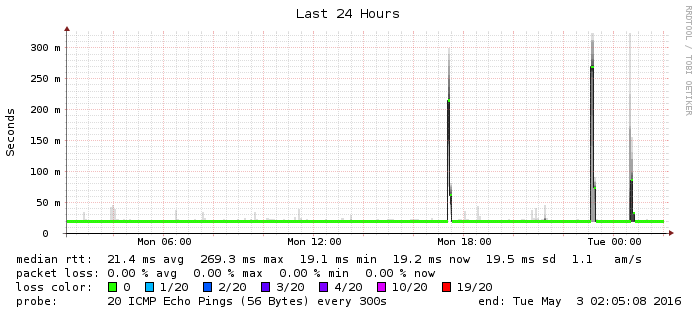 Last 24 Hours
RRDTOOL / TOBI OETIKER
Seconds
300 m
250 m
200 m
150 m
100 m
50 m
0
Mon 06:00 Mon 12:00 Mon 18:00 Tue 00:00
median rtt: 21.4 ms avg 269.3 ms max 19.1 ms min 19.2 ms now 19.5 ms sd 1.1 am/s
packet loss: 0.00 % avg 0.00 % max 0.00 % min 0.00 % now
loss color: 0 1/20 2/20 3/20 4/20 10/20 19/20
probe: 20 ICMP Echo Pings (56 Bytes) every 300s end: Tue May 3 02:05:08 2016